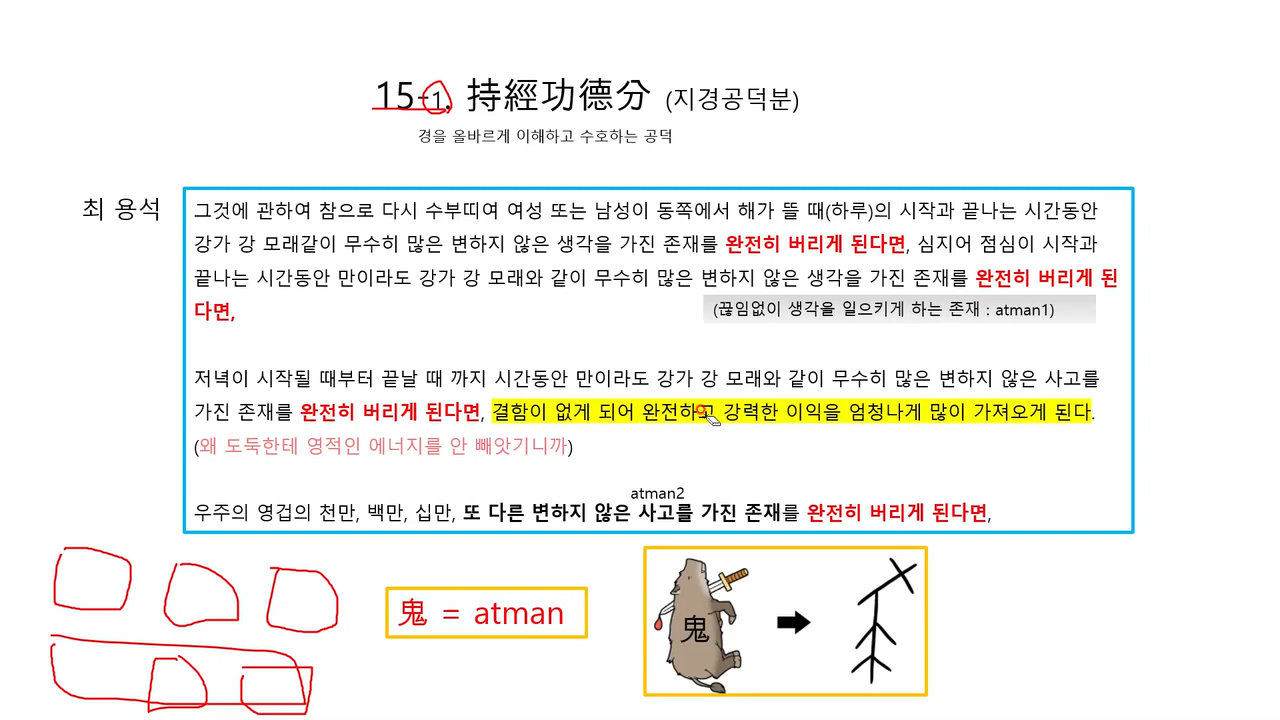 15-1. 持經功德分 (지경공덕분)
경을 올바르게 이해하고 수호하는 공덕
최 용석
그것에 관하여 참으로 다시 수부띠여 여성 또는 남성이 동쪽에서 해가 뜰 때(하루)의 시작과 끝나는 시간동안
강가 강 모래같이 무수히 많은 변하지 않은 생각을 가진 존재를 완전히 버리게 된다면, 심지어 점심이 시작과
끝나는 시간동안 만이라도 강가 강 모래와 같이 무수히 많은 변하지 않은 생각을 가진 존재를 완전히 버리게 된
다면,
(끊임없이 생각을 일으키게 하는 존재 : atman1)
저녁이 시작될 때부터 끝날 때 까지 시간동안 만이라도 강가 강 모래와 같이 무수히 많은 변하지 않은 사고를
가진 존재를 완전히 버리게 된다면, 결함이 없게 되어 완전하고 강력한 이익을 엄청나게 많이 가져오게 된다.
(왜 도둑한테 영적인 에너지를 안 빼앗기니까)
atman2
우주의 영겁의 천만, 백만, 십만, 또 다른 변하지 않은 사고를 가진 존재를 완전히 버리게 된다면,
鬼 = atman
鬼